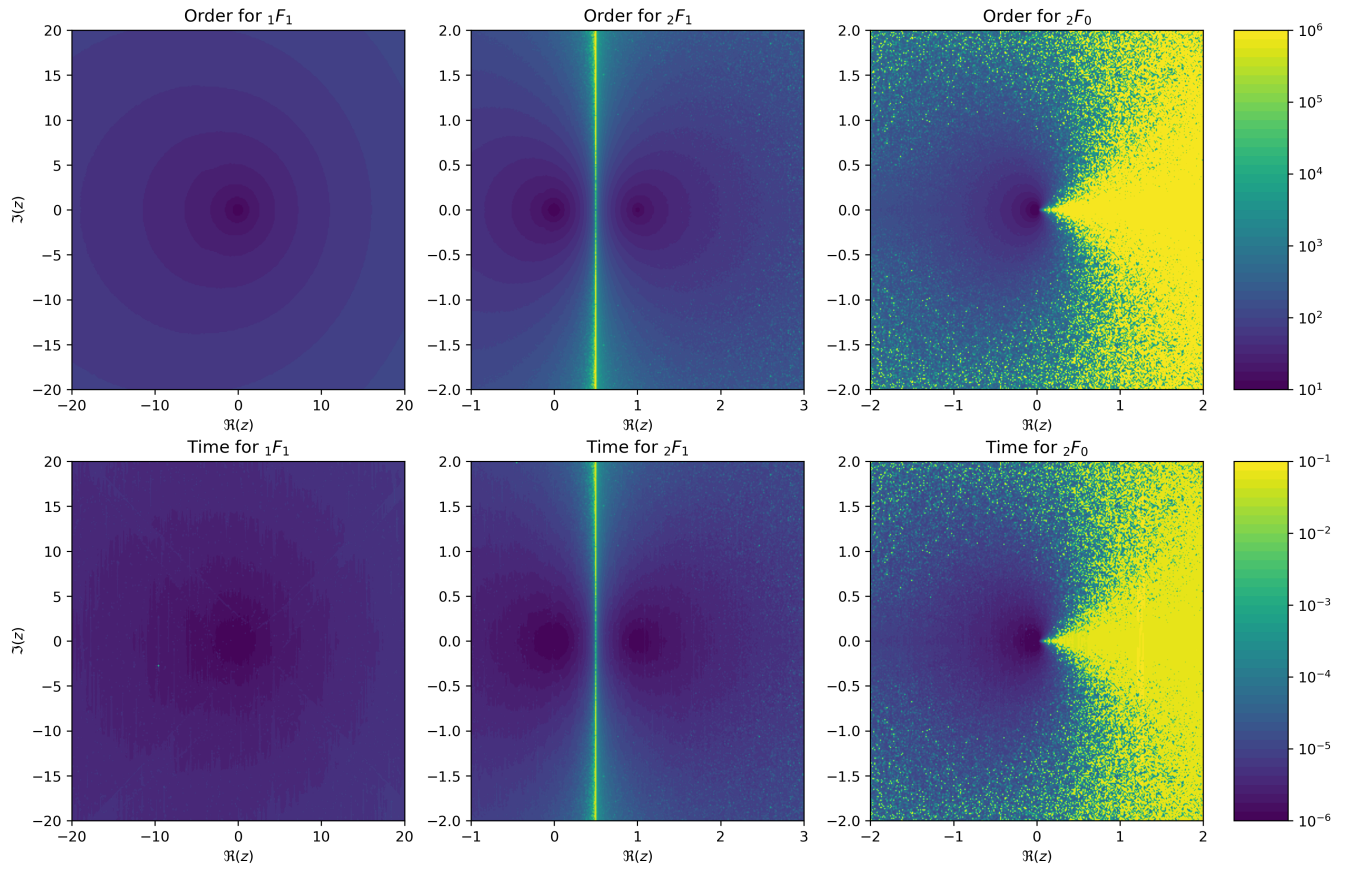 Order for ₁F₁ Order for ₂F₁ Order for ₂F₀
20 2.0 2.0 10⁶
15 1.5 1.5
10 1.0 1.0 10⁵
5 0.5 0.5 10⁴
ℑ(z) 0 0.0 0.0
−5 −0.5 −0.5 10³
−10 −1.0 −1.0 10²
−15 −1.5 −1.5
−20 −2.0 −2.0 10¹
−20 −10 0 10 20 −1 0 1 2 3 −2 −1 0 1 2
ℜ(z) ℜ(z) ℜ(z)
Time for ₁F₁ Time for ₂F₁ Time for ₂F₀
20 2.0 2.0 10⁻¹
15 1.5 1.5
10 1.0 1.0 10⁻²
5 0.5 0.5 10⁻³
ℑ(z) 0 0.0 0.0
−5 −0.5 −0.5 10⁻⁴
−10 −1.0 −1.0 10⁻⁵
−15 −1.5 −1.5
−20 −2.0 −2.0 10⁻⁶
−20 −10 0 10 20 −1 0 1 2 3 −2 −1 0 1 2
ℜ(z) ℜ(z) ℜ(z)